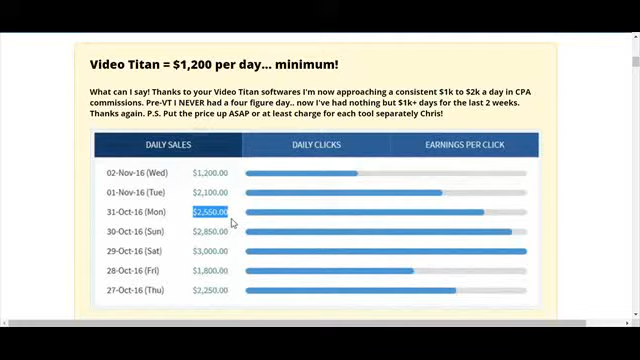 Video Titan = $1,200 per day... minimum!
What can I say! Thanks to your Video Titan softwares I'm now approaching a consistent $1k to $2k a day in CPA
commissions. Pre-VT I NEVER had a four figure day.. now I've had nothing but $1k+ days for the last 2 weeks.
Thanks again. P.S. Put the price up ASAP or at least charge for each tool separately Chris!
DAILY SALES DAILY CLICKS EARNINGS PER CLICK
02-Nov-16 (Wed) $1,200.00
01-Nov-16 (Tue) $2,100.00
31-Oct-16 (Mon) $2,550.00
30-Oct-16 (Sun) $2,850.00
29-Oct-16 (Sat) $3,000.00
28-Oct-16 (Fri) $1,800.00
27-Oct-16 (Thu) $2,250.00